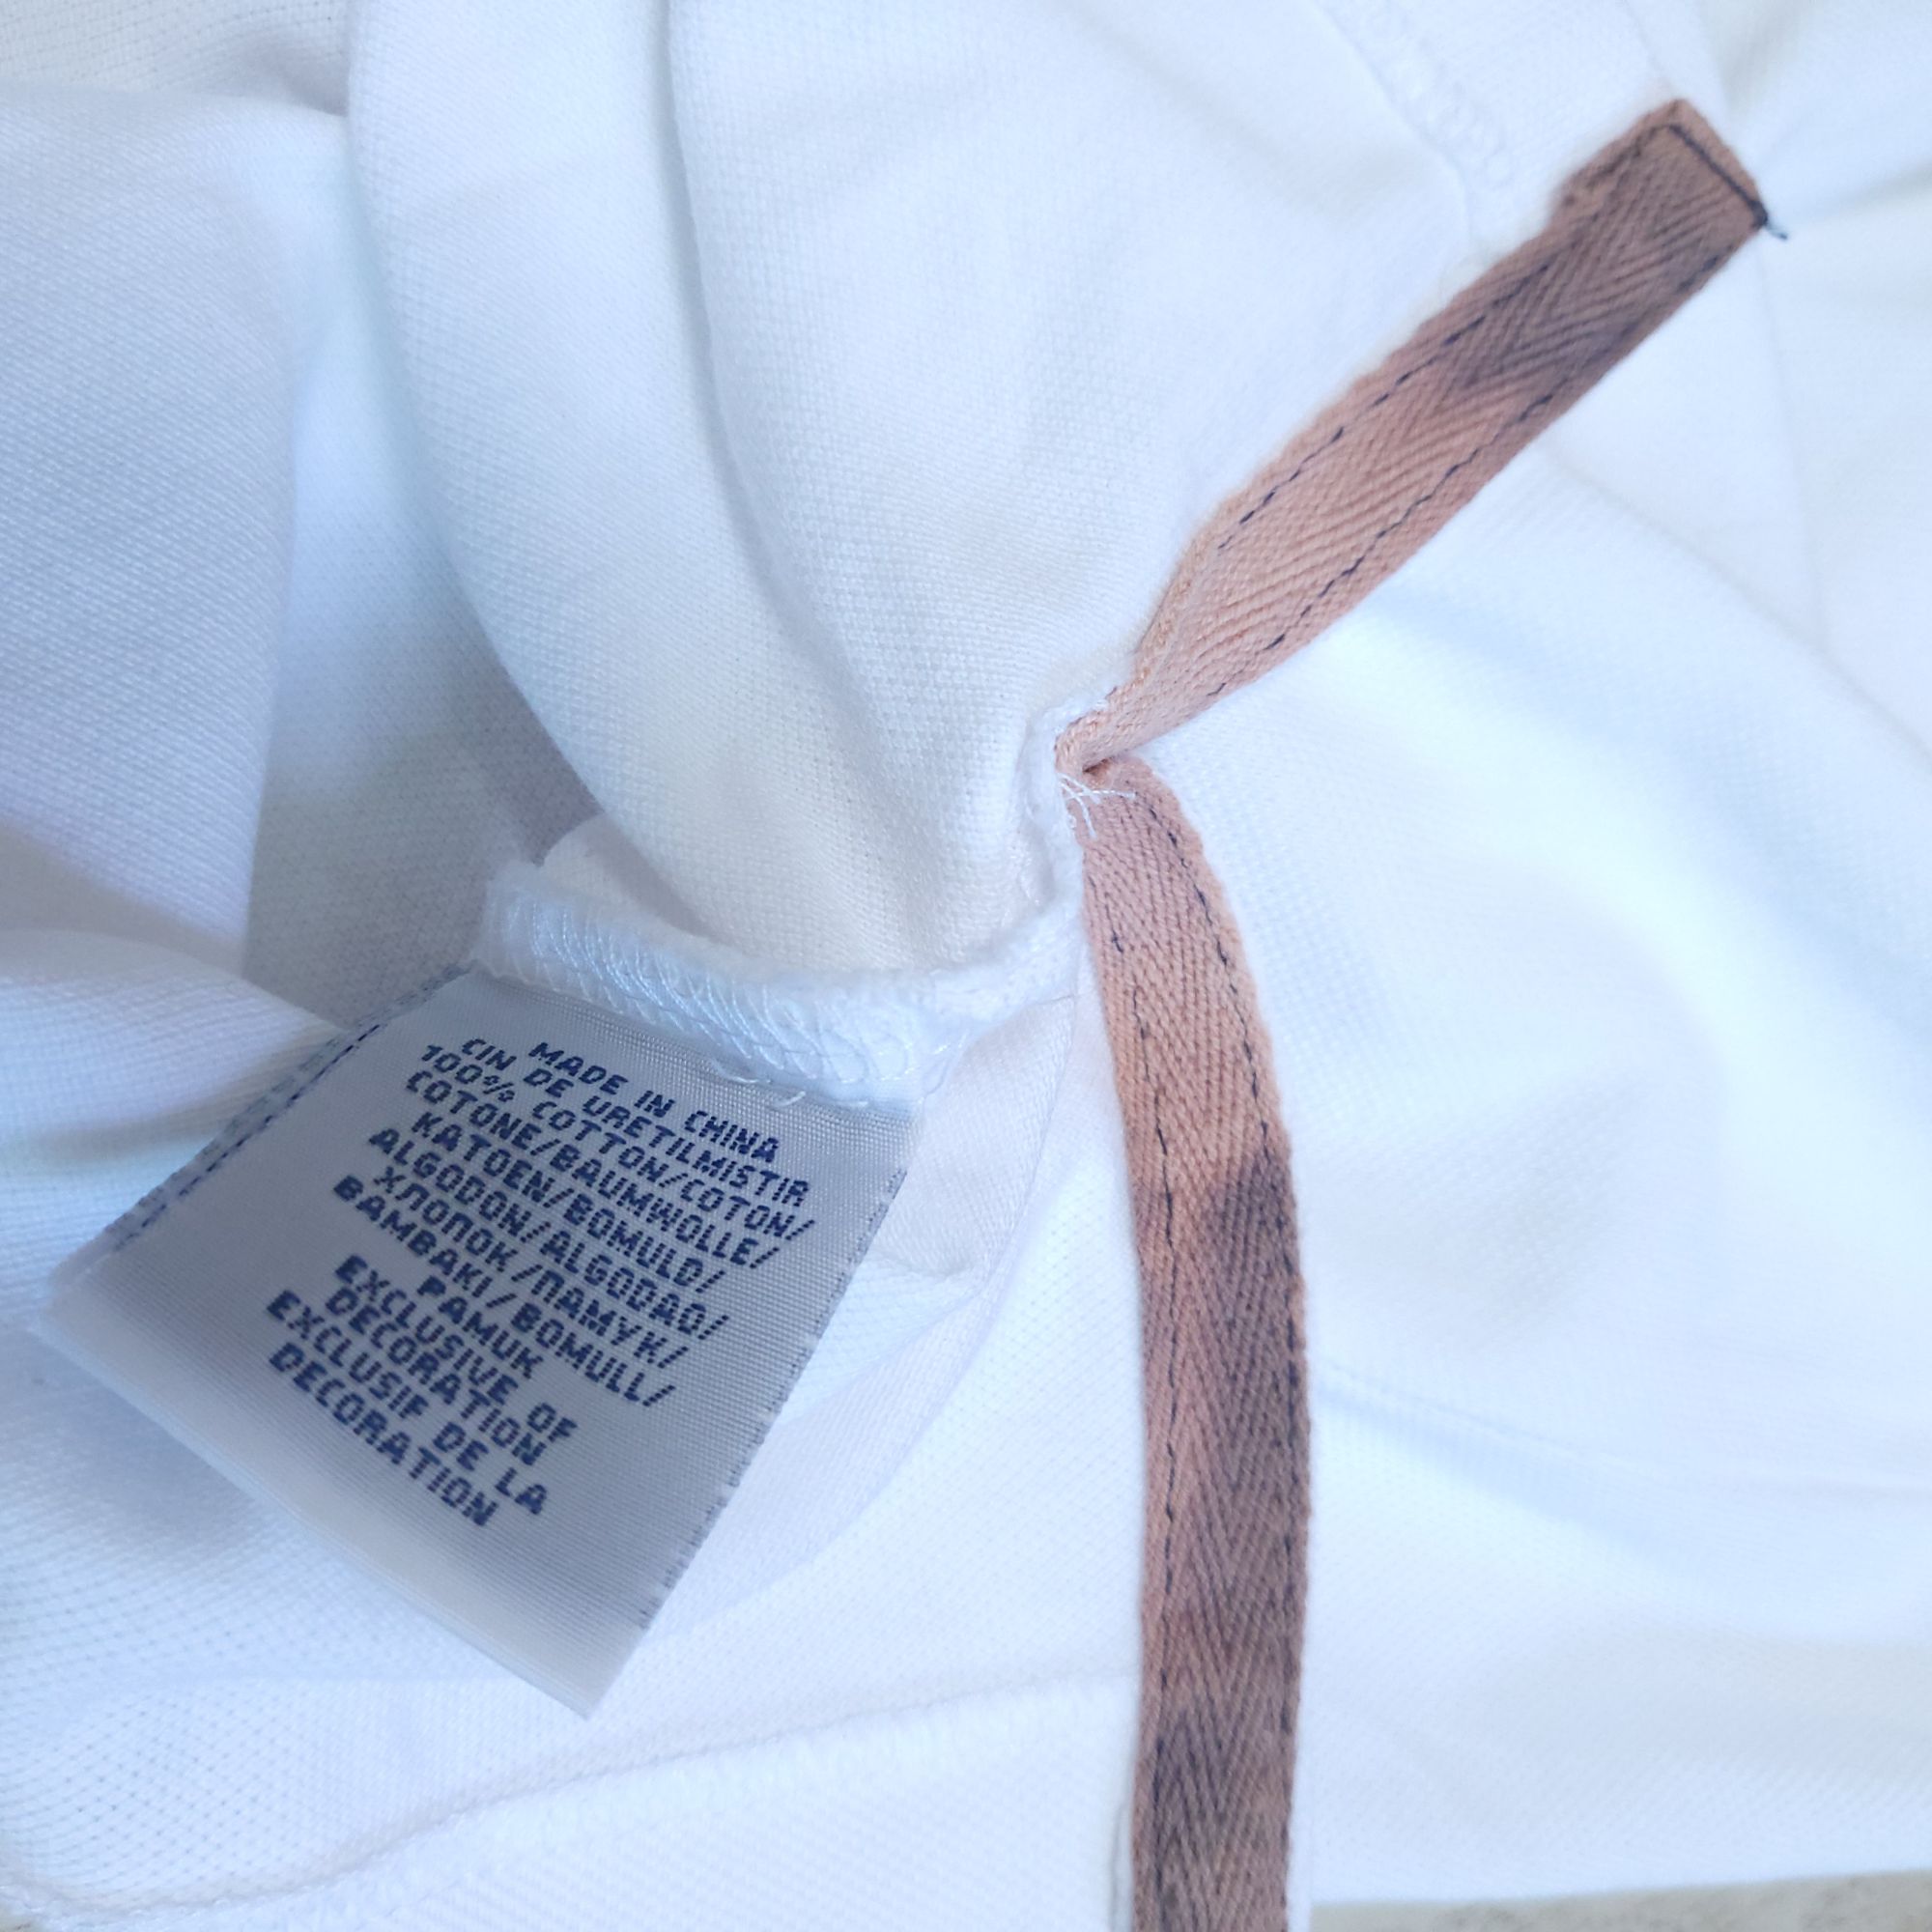 MADE IN CHINA
CIN DE URETILMISTIR
100% COTTON/COTON/
COTONE/BAUMWOLLE/
KATOEN/BOMULD/
ALGODON/ALGODAO/
ХЛОПОК/ПАМУК/
BAMBAKI/BOMULL/
PAMUK
EXCLUSIVE OF
DECORATION
EXCLUSIF DE LA
DECORATION